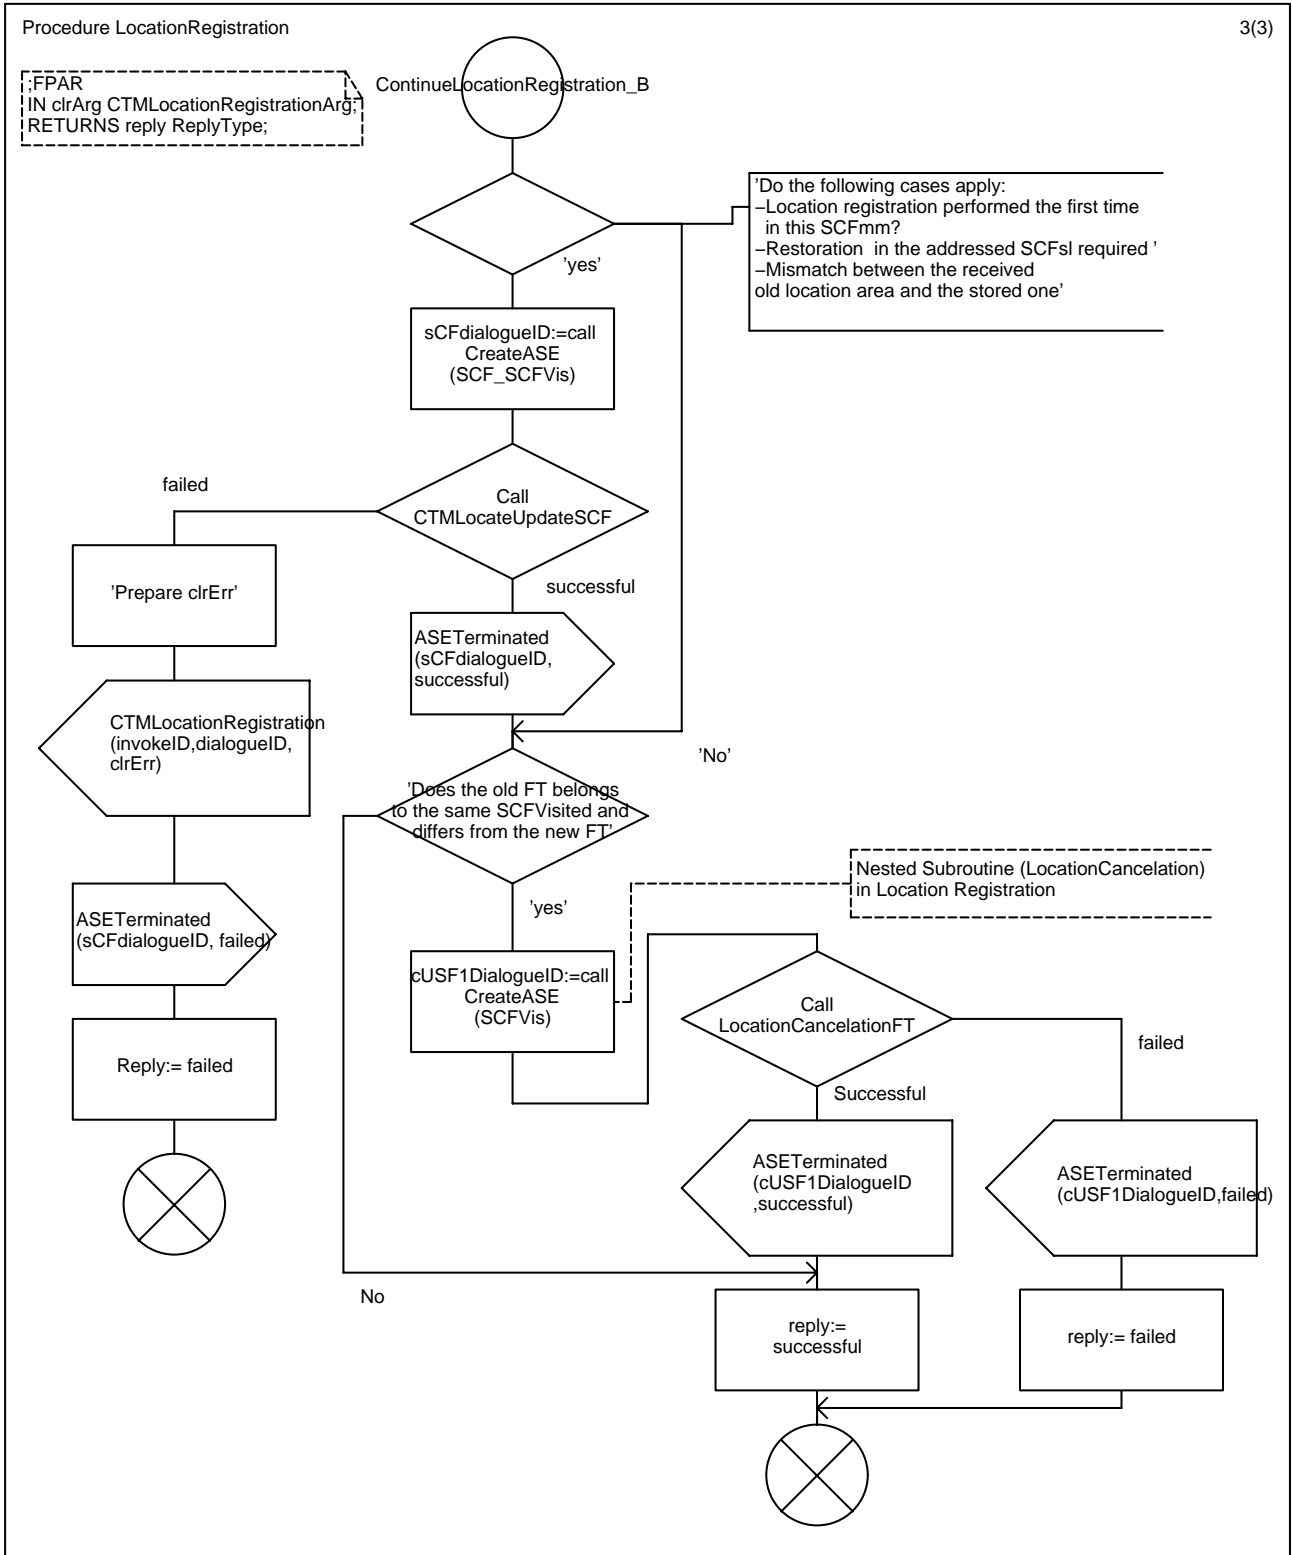 Procedure LocationRegistration
3(3)
;FPAR
IN clrArg CTMLocationRegistrationArg;
RETURNS reply ReplyType;
ContinueLocationRegistration_B
'Do the following cases apply:
–Location registration performed the first time
in this SCFmm?
–Restoration in the addressed SCFsl required '
–Mismatch between the received
old location area and the stored one'
'yes'
sCFdialogueID:=call
CreateASE
(SCF_SCFVis)
failed
Call
CTMLocateUpdateSCF
'Prepare clrErr'
successful
ASETerminated
(sCFdialogueID,
successful)
CTMLocationRegistration
(invokeID,dialogueID,
clrErr)
'No'
'Does the old FT belongs
to the same SCFVisited and
differs from the new FT'
Nested Subroutine (LocationCancelation)
in Location Registration
ASETerminated
(sCFdialogueID, failed)
'yes'
cUSF1DialogueID:=call
CreateASE
(SCFVis)
Call
LocationCancelationFT
failed
Reply:= failed
Successful
ASETerminated
(cUSF1DialogueID
,successful)
ASETerminated
(cUSF1DialogueID,failed)
No
reply:=
successful
reply:= failed